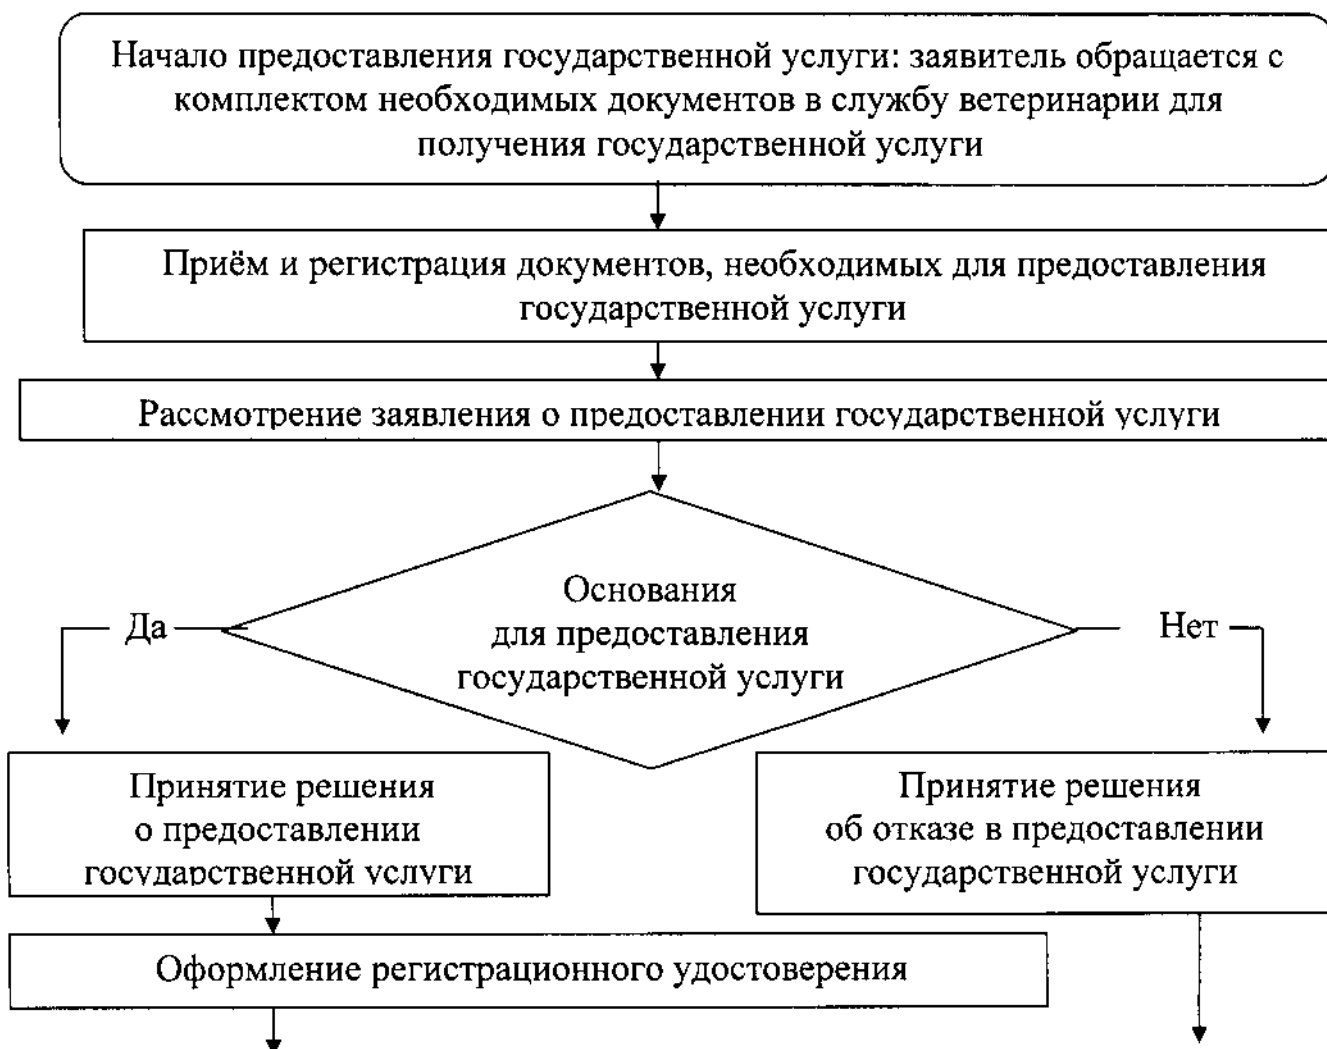 Начало предоставления государственной услуги: заявитель обращается с
комплектом необходимых документов в службу ветеринарии для
получения государственной услуги
Приём и регистрация документов, необходимых для предоставления
государственной услуги
Рассмотрение заявления о предоставлении государственной услуги
Основания
для предоставления
государственной услуги
Да
Нет
Принятие решения
о предоставлении
государственной услуги
Принятие решения
об отказе в предоставлении
государственной услуги
Оформление регистрационного удостоверения